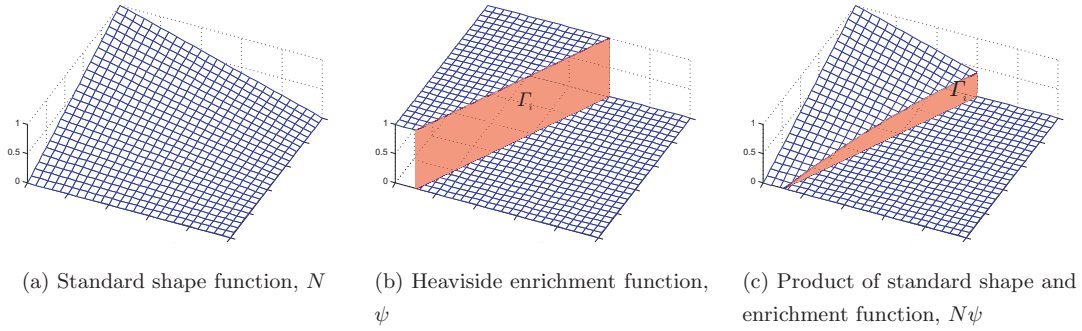 1
0.5
0
1
0.5
0
Γ
1
0.5
0
Γ
(a) Standard shape function, N
(b) Heaviside enrichment function,
ψ
(c) Product of standard shape and
enrichment function, Nψ